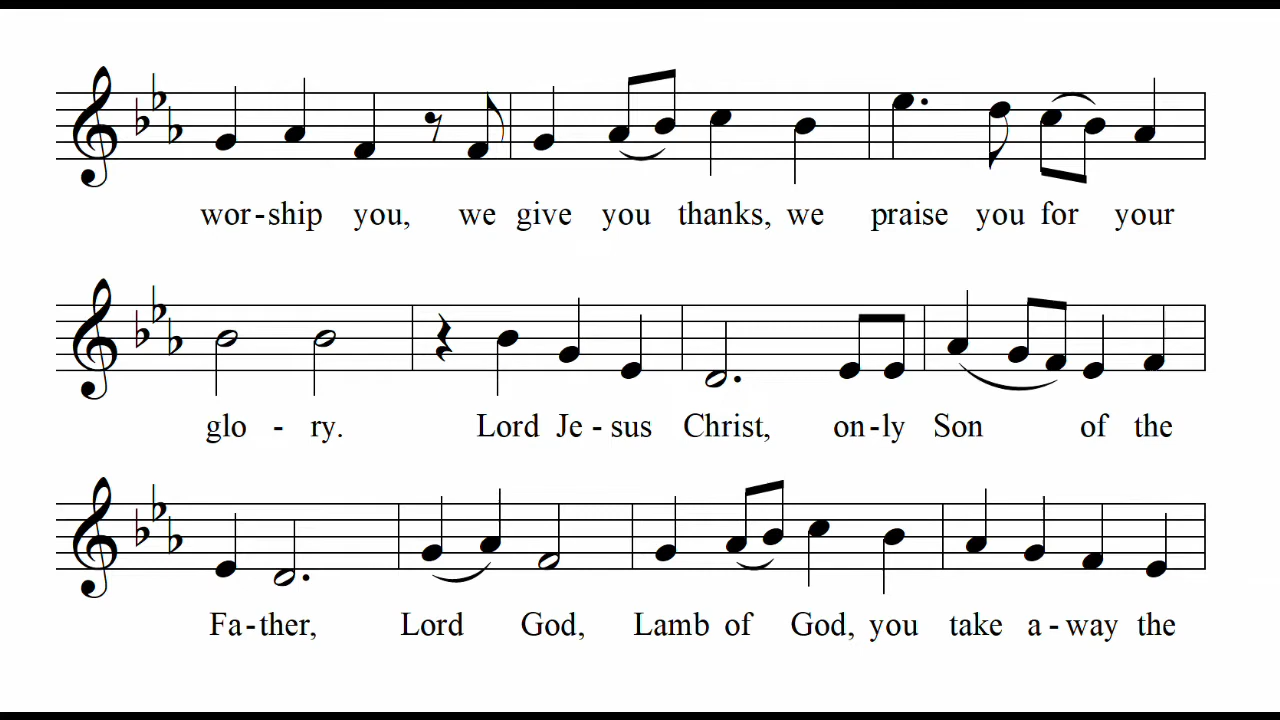 wor-ship you, we give you thanks, we praise you for your
glo - ry. Lord Je - sus Christ, on-ly Son of the
Fa-ther, Lord God, Lamb of God, you take a - way the